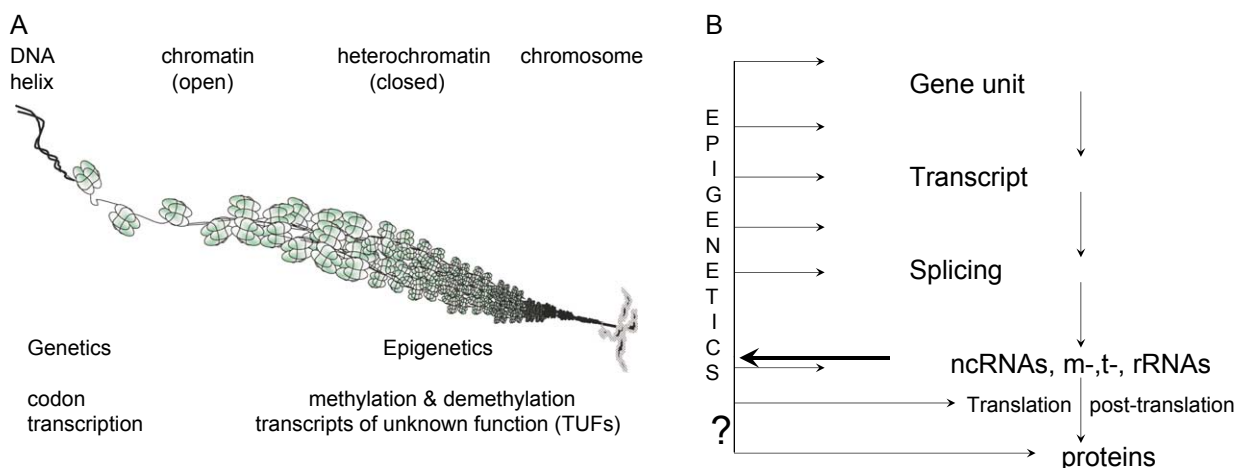 A
DNA helix
chromatin (open)
heterochromatin (closed)
chromosome
Genetics
Epigenetics
codon
transcription
methylation & demethylation
transcripts of unknown function (TUFs)
B
EPIGENETICS
?
Gene unit
Transcript
Splicing
ncRNAs, m-,t-, rRNAs
Translation
post-translation
proteins